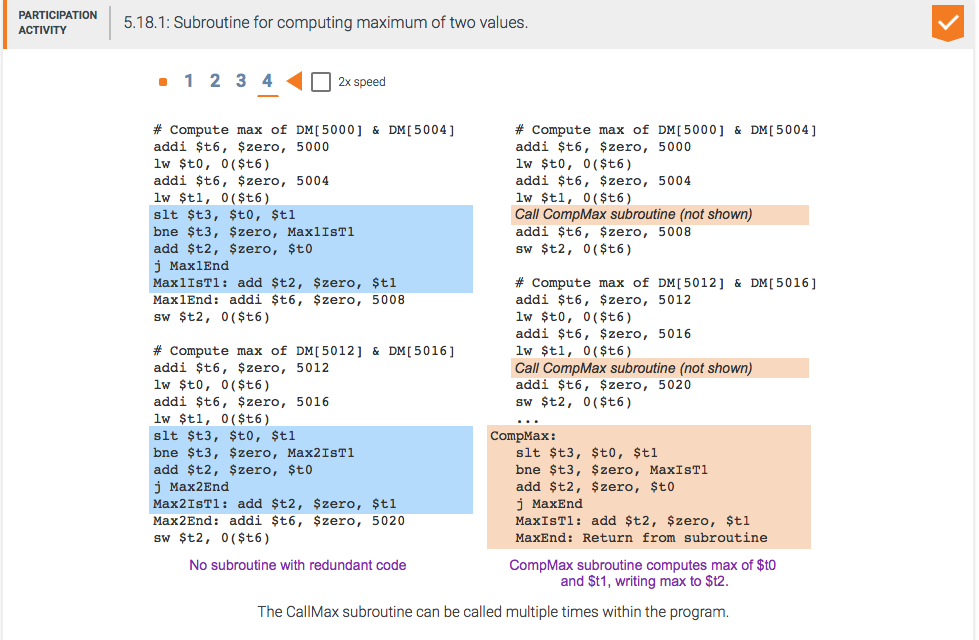 PARTICIPATION
ACTIVITY
5.18.1: Subroutine for computing maximum of two values.
1 2 3 4 2x speed
# Compute max of DM[5000] & DM[5004]
addi $t6, $zero, 5000
lw $t0, 0($t6)
addi $t6, $zero, 5004
lw $t1, 0($t6)
slt $t3, $t0, $t1
bne $t3, $zero, Max1IsT1
add $t2, $zero, $t0
j Max1End
Max1IsT1: add $t2, $zero, $t1
Max1End: addi $t6, $zero, 5008
sw $t2, 0($t6)
# Compute max of DM[5012] & DM[5016]
addi $t6, $zero, 5012
lw $t0, 0($t6)
addi $t6, $zero, 5016
lw $t1, 0($t6)
slt $t3, $t0, $t1
bne $t3, $zero, Max2IsT1
add $t2, $zero, $t0
j Max2End
Max2IsT1: add $t2, $zero, $t1
Max2End: addi $t6, $zero, 5020
sw $t2, 0($t6)
No subroutine with redundant code
# Compute max of DM[5000] & DM[5004]
addi $t6, $zero, 5000
lw $t0, 0($t6)
addi $t6, $zero, 5004
lw $t1, 0($t6)
Call CompMax subroutine (not shown)
addi $t6, $zero, 5008
sw $t2, 0($t6)
# Compute max of DM[5012] & DM[5016]
addi $t6, $zero, 5012
lw $t0, 0($t6)
addi $t6, $zero, 5016
lw $t1, 0($t6)
Call CompMax subroutine (not shown)
addi $t6, $zero, 5020
sw $t2, 0($t6)
...
CompMax:
slt $t3, $t0, $t1
bne $t3, $zero, MaxIsT1
add $t2, $zero, $t0
j MaxEnd
MaxIsT1: add $t2, $zero, $t1
MaxEnd: Return from subroutine
CompMax subroutine computes max of $t0
and $t1, writing max to $t2.
The CallMax subroutine can be called multiple times within the program.